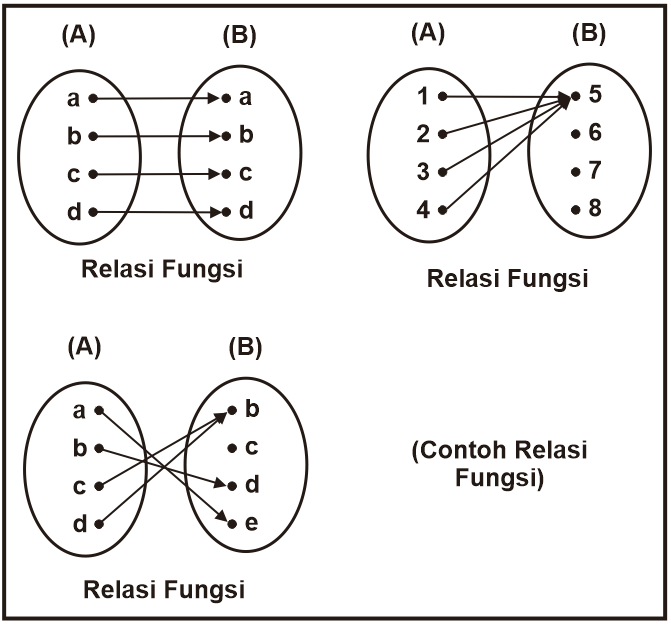 (A) (B)
a a
b b
c c
d d
Relasi Fungsi
(A) (B)
1 5
2 6
3 7
4 8
Relasi Fungsi
(A) (B)
a b
b c
c d
d e
Relasi Fungsi
(Contoh Relasi
Fungsi)